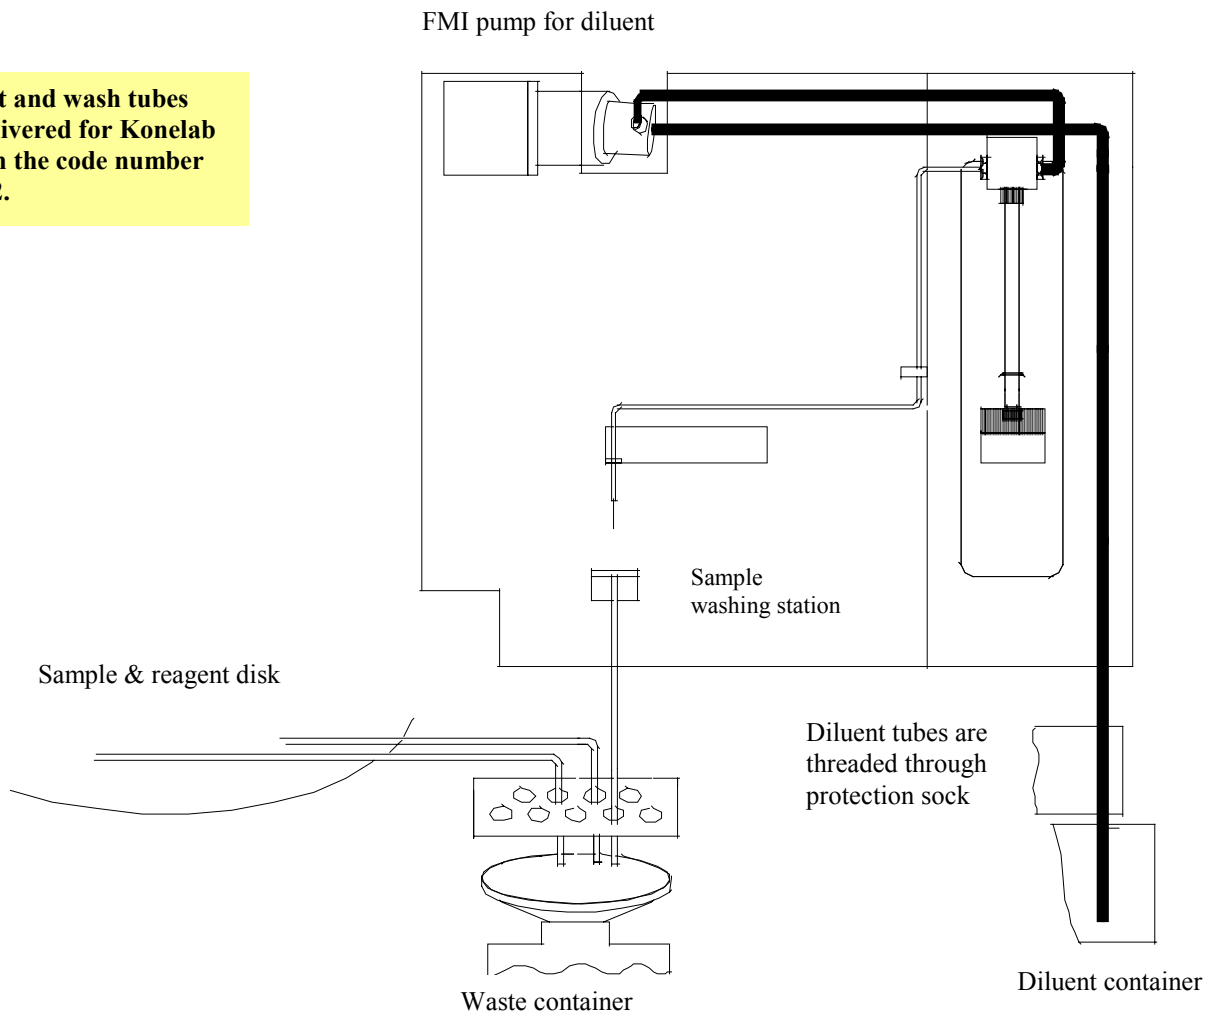 FMI pump for diluent
t and wash tubes
ivered for Konelab
the code number
2.
Sample
washing station
Sample & reagent disk
Diluent tubes are
threaded through
protection sock
Diluent container
Waste container